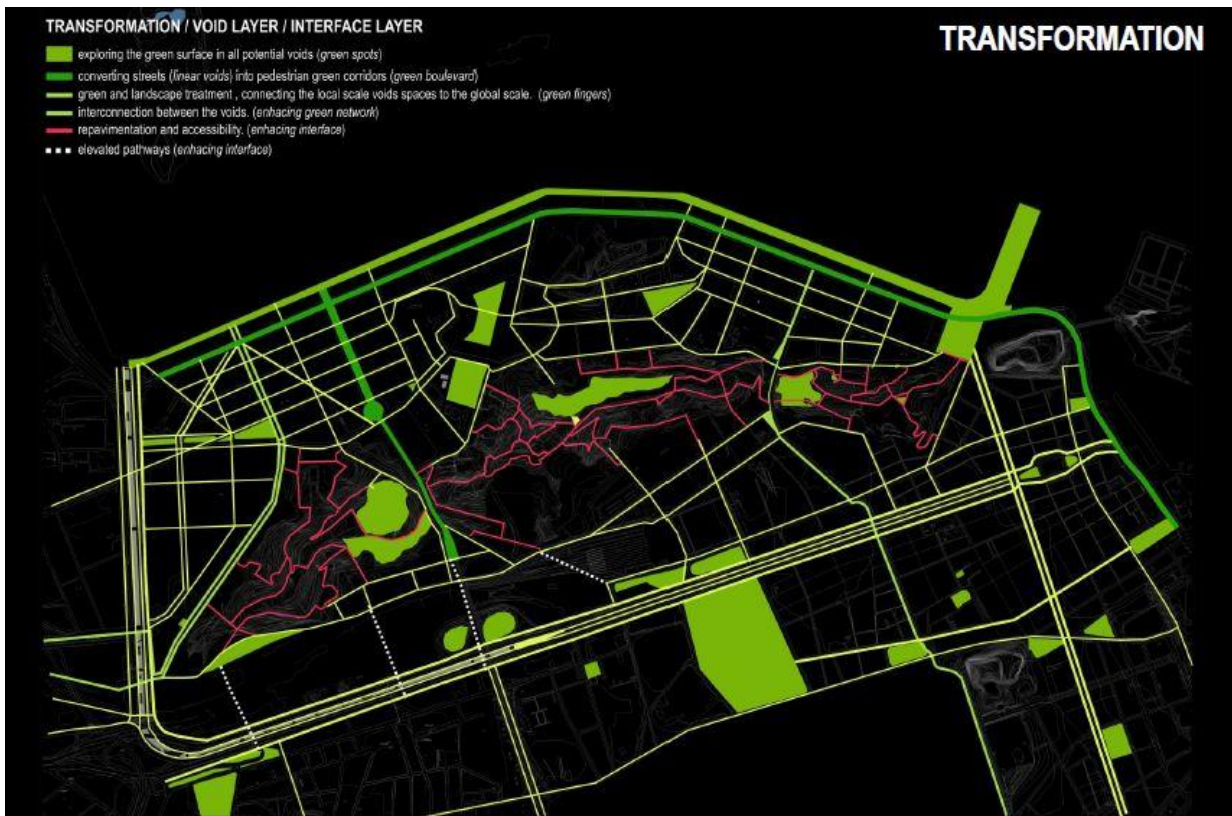 TRANSFORMATION / VOID LAYER / INTERFACE LAYER
TRANSFORMATION
exploring the green surface in all potential voids (green spots)
converting streets (linear voids) into pedestrian green corridors (green boulevard)
green and landscape treatment , connecting the local scale voids spaces to the global scale. (green fingers)
interconnection between the voids. (enhacing green network)
repavimentation and accessibility. (enhacing interface)
elevated pathways (enhacing interface)